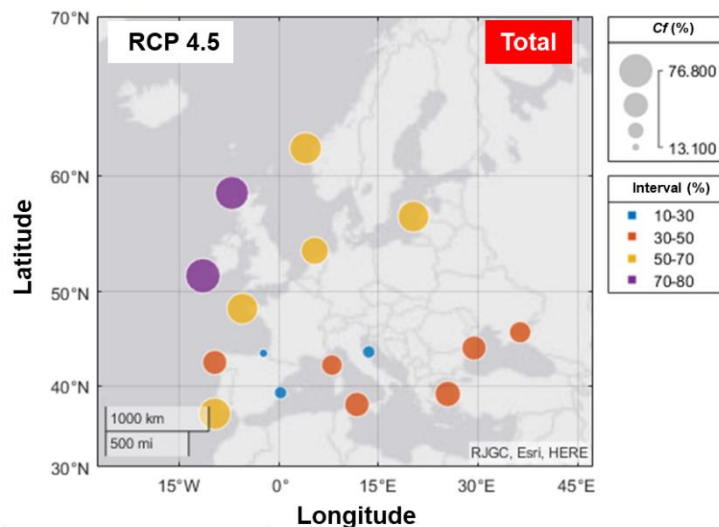 70°N
RCP 4.5
Total
60°N
50°N
40°N
30°N
Latitude
1000 km
500 mi
RJGC, Esri, HERE
15°W
0°
15°E
30°E
45°E
Longitude
Cf (%)
76.800
13.100
Interval (%)
10-30
30-50
50-70
70-80